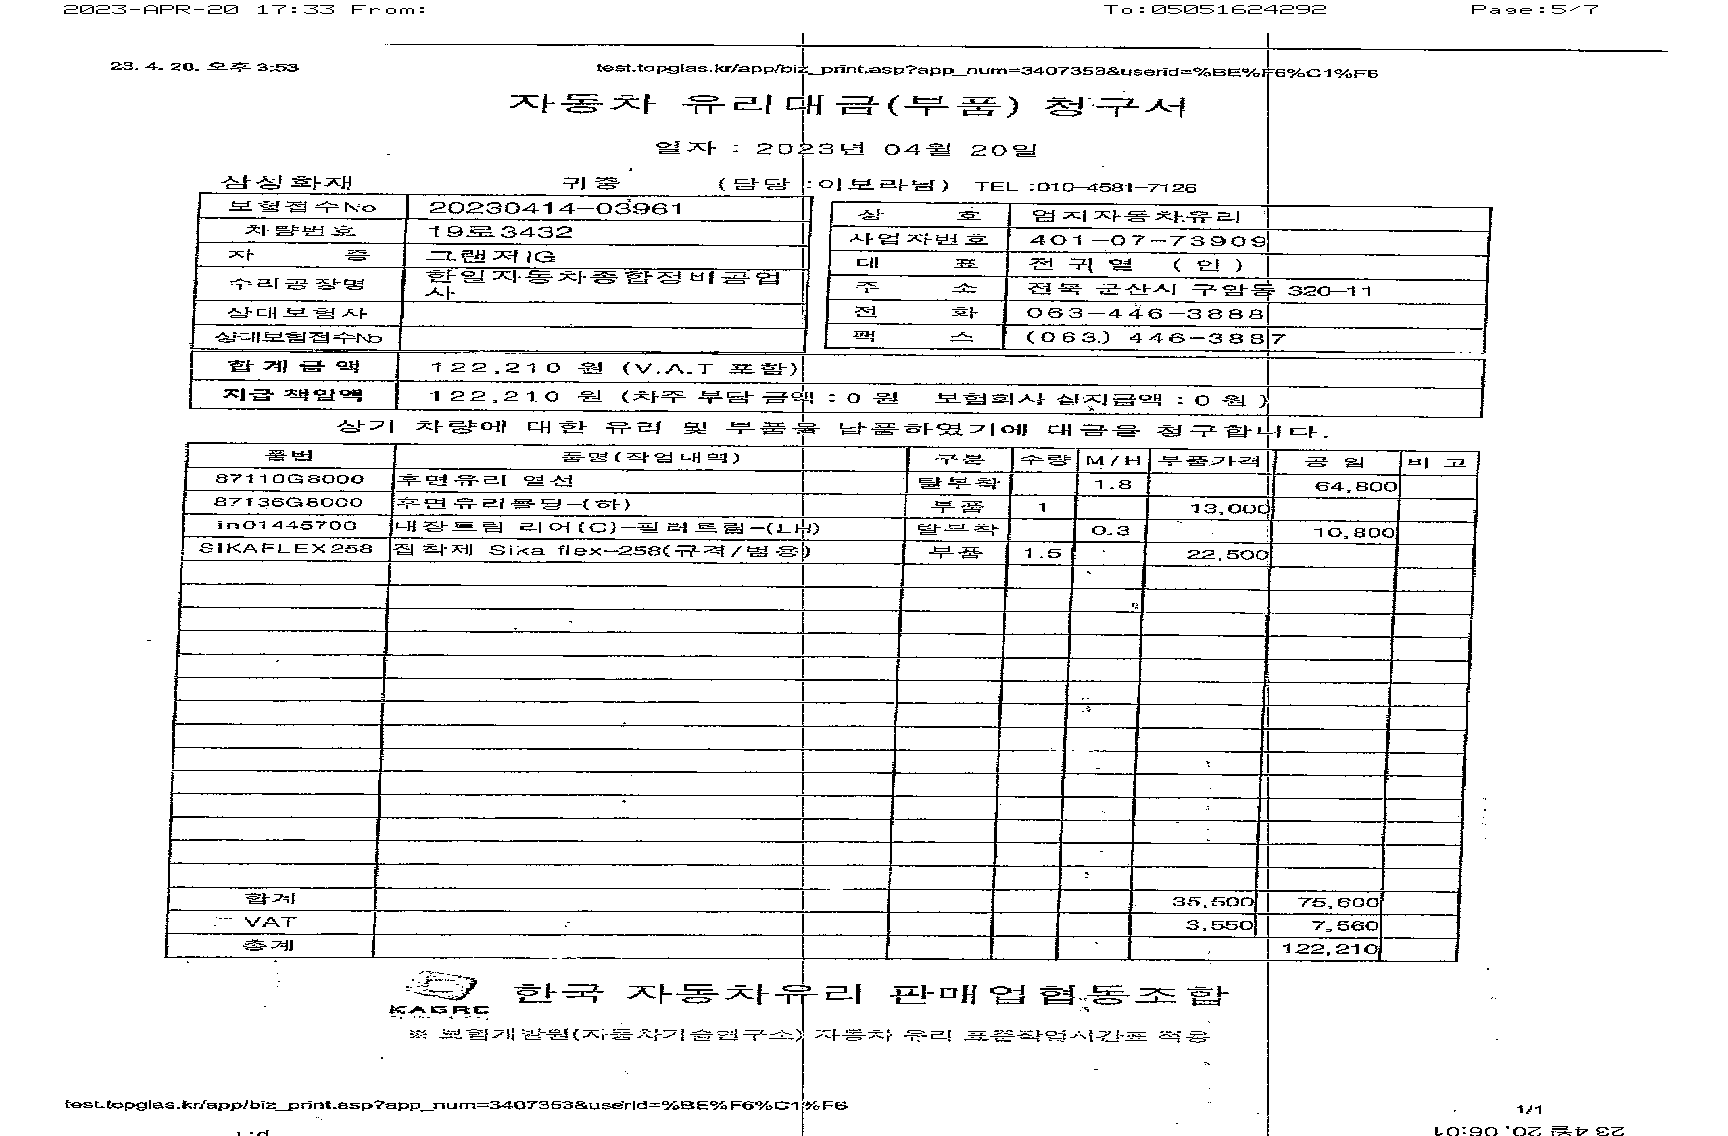 2023-APR-20 17:33 From: To:05051624292 Page:5/7
23. 4. 20. 오후 3:53 test.topglas.kr/app/biz_print.asp?app_num=3407353&userid=%BE%F6%C1%F6
자동차 유리대금(부품) 청구서
일자 : 2023년 04월 20일
삼성화재 귀중 (담당 :이보라님) TEL :010-4581-7126
보험접수No 20230414-03961
차량번호 19로3432
차 종 그랜져IG
수리공장명 한일자동차종합정비공업사
상대보험사
상대보험접수No
상 호 엄지자동차유리
사업자번호 401-07-73909
대 표 전귀열 (인)
주 소 전북 군산시 구암동 320-11
전 화 063-446-3888
팩 스 (063) 446-3887
합계금액 122,210 원 (V.A.T 포함)
지급책임액 122,210 원 (차주 부담금액 : 0 원 보험회사 실지금액 : 0 원 )
상기 차량에 대한 유리 및 부품을 납품하였기에 대금을 청구합니다.
품번 품명(작업내역) 구분 수량 M/H 부품가격 공 임 비 고
87110G8000 후면유리 열선 탈부착 1.8 64,800
87136G8000 후면유리몰딩-(하) 부품 1 13,000
in01445700 내장트림 리어(C)-필러트림-(LH) 탈부착 0.3 10,800
SIKAFLEX258 접착제 Sika flex-258(규격/범용) 부품 1.5 22,500
합계 35,500 75,600
VAT 3,550 7,560
총계 122,210
KAGRC 한국 자동차유리 판매업협동조합
※ 보험개발원(자동차기술연구소) 자동차 유리 표준작업시간표 적용
test.topglas.kr/app/biz_print.asp?app_num=3407353&userid=%BE%F6%C1%F6
1/1
23 4월 20, 06:01
p.1